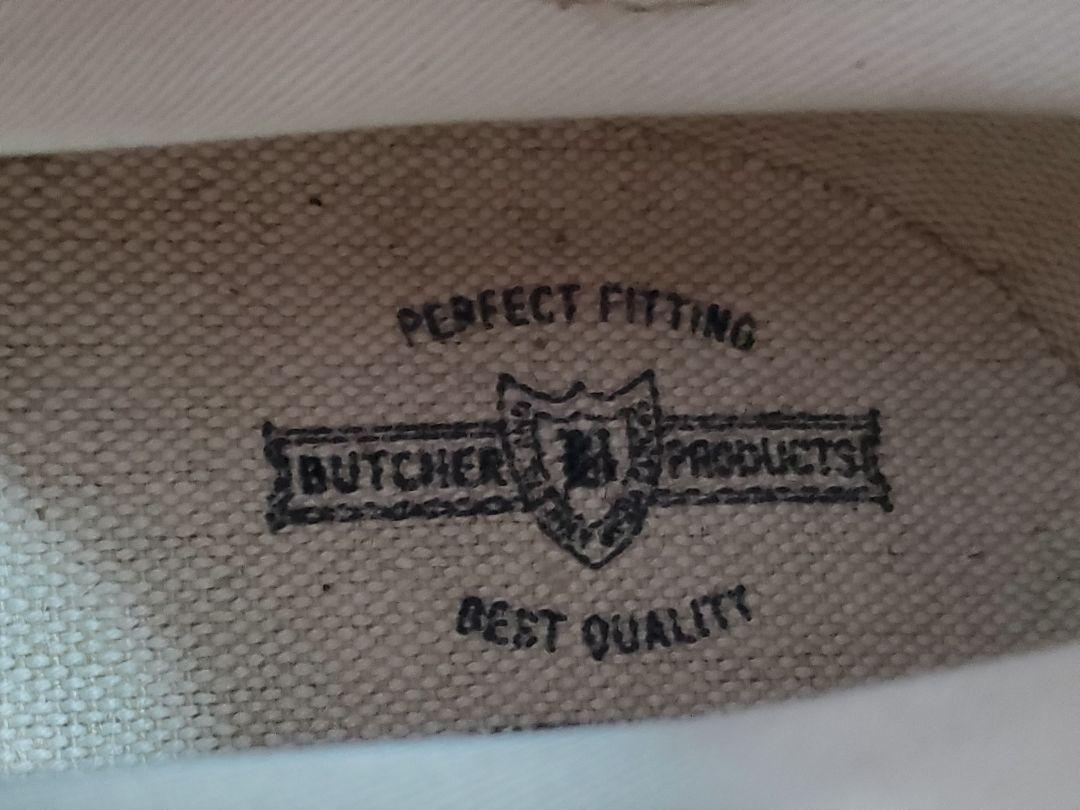 PERFECT FITTING
BUTCHER PRODUCTS
BEST QUALITY